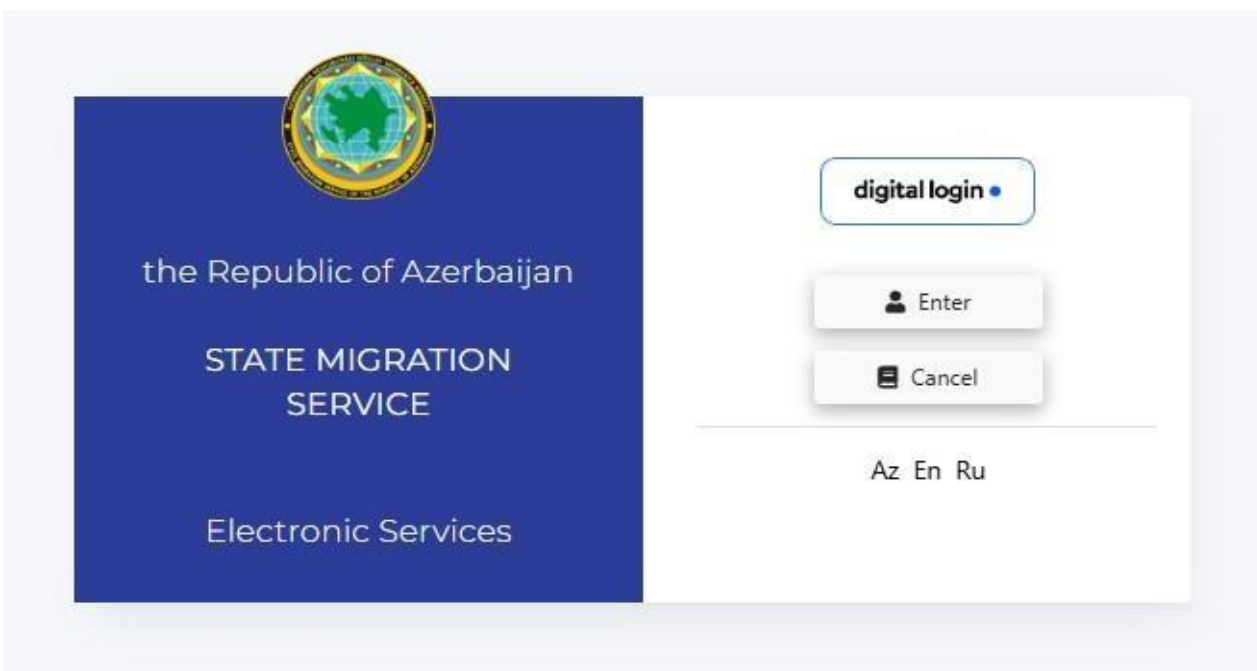 the Republic of Azerbaijan
STATE MIGRATION
SERVICE
Electronic Services
digital login
Enter
Cancel
Az En Ru